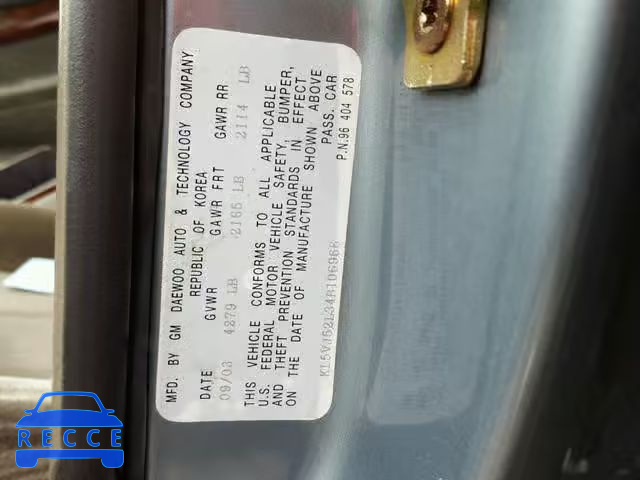 MFD. BY GM DAEWOO AUTO & TECHNOLOGY COMPANY
REPUBLIC OF KOREA
DATE GVWR GAWR FRT GAWR RR
09/03 4279 LB 2165 LB 2114 LB
THIS VEHICLE CONFORMS TO ALL APPLICABLE
U.S. FEDERAL MOTOR VEHICLE SAFETY, BUMPER,
AND THEFT PREVENTION STANDARDS IN EFFECT
ON THE DATE OF MANUFACTURE SHOWN ABOVE
PASS. CAR
P.N.96 404 578
KL5VJ52L34B106966
RECCE